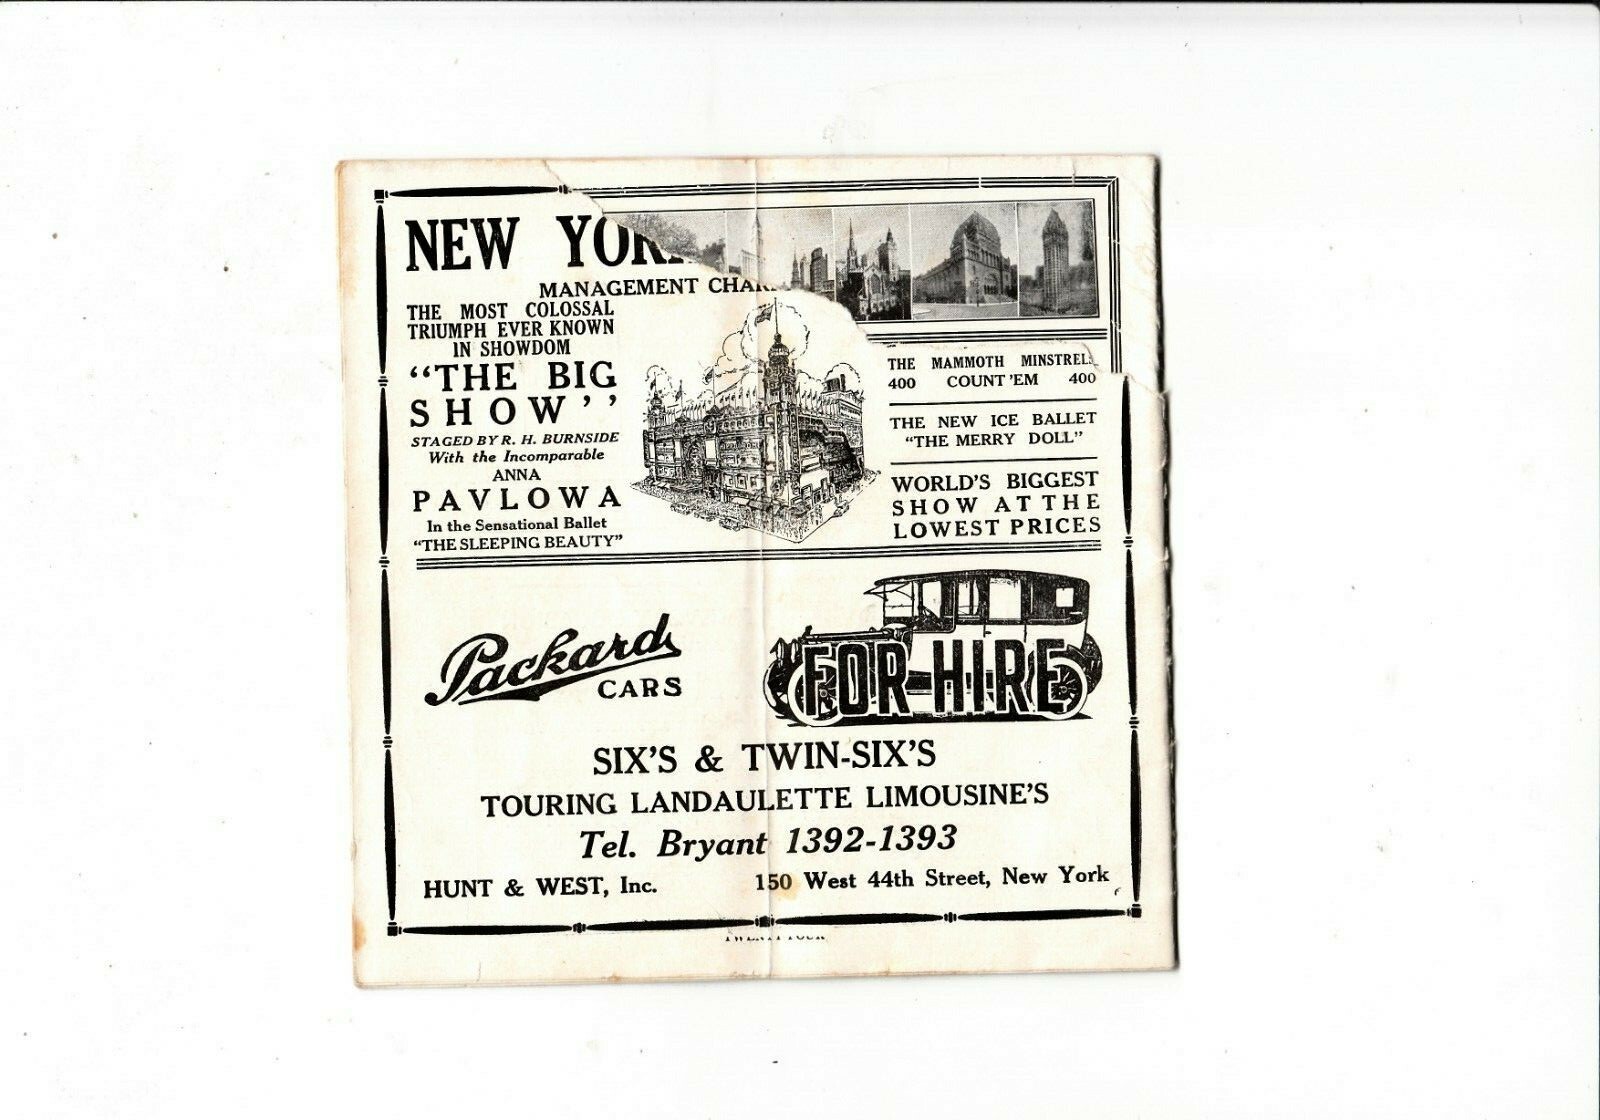 NEW YOR
MANAGEMENT CHA
THE MOST COLOSSAL
TRIUMPH EVER KNOWN
IN SHOWDOM
“THE BIG
SHOW’’
STAGED BY R. H. BURNSIDE
With the Incomparable
ANNA
PAVLOWA
In the Sensational Ballet
“THE SLEEPING BEAUTY”
THE MAMMOTH MINSTRELS
400 COUNT 'EM 400
THE NEW ICE BALLET
“THE MERRY DOLL”
WORLD'S BIGGEST
SHOW AT THE
LOWEST PRICES
Packard
CARS
FOR HIRE
SIX'S & TWIN-SIX'S
TOURING LANDAULETTE LIMOUSINE'S
Tel. Bryant 1392-1393
HUNT & WEST, Inc. 150 West 44th Street, New York